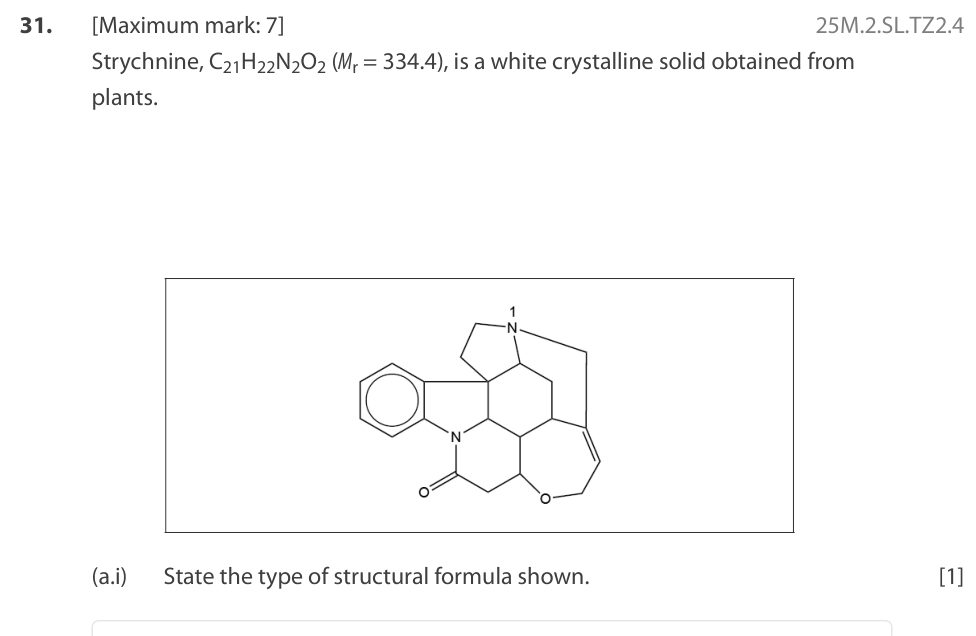 31. [Maximum mark: 7] 25M.2.SL.TZ2.4
Strychnine, C₂₁H₂₂N₂O₂ (Mᵣ = 334.4), is a white crystalline solid obtained from
plants.
1
N
N
O
O
(a.i) State the type of structural formula shown. [1]